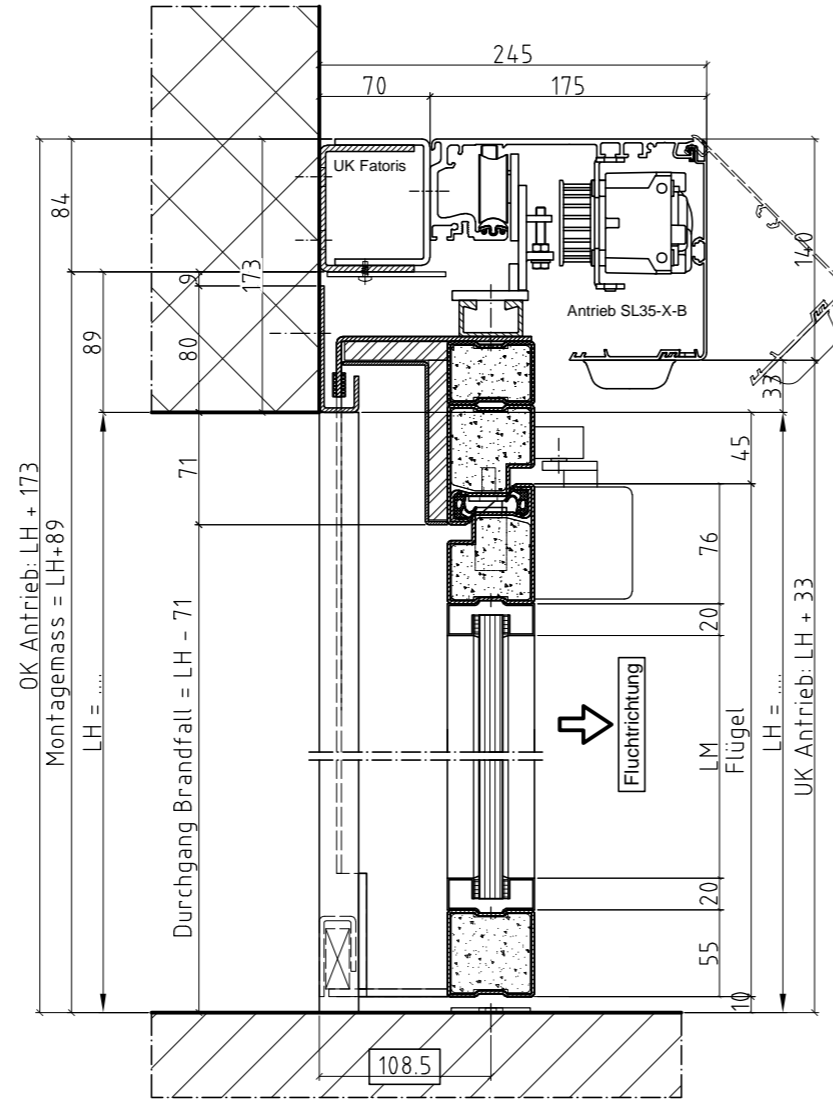 245
70
175
UK Fatoris
84
173
140
9
Antrieb SL35-X-B
89
80
33
71
45
76
20
OK Antrieb: LH + 173
Montagemass = LH+89
LH = ....
Durchgang Brandfall = LH - 71
Fluchtrichtung
LM
Flügel
LH = ....
UK Antrieb: LH + 33
20
55
10
108.5